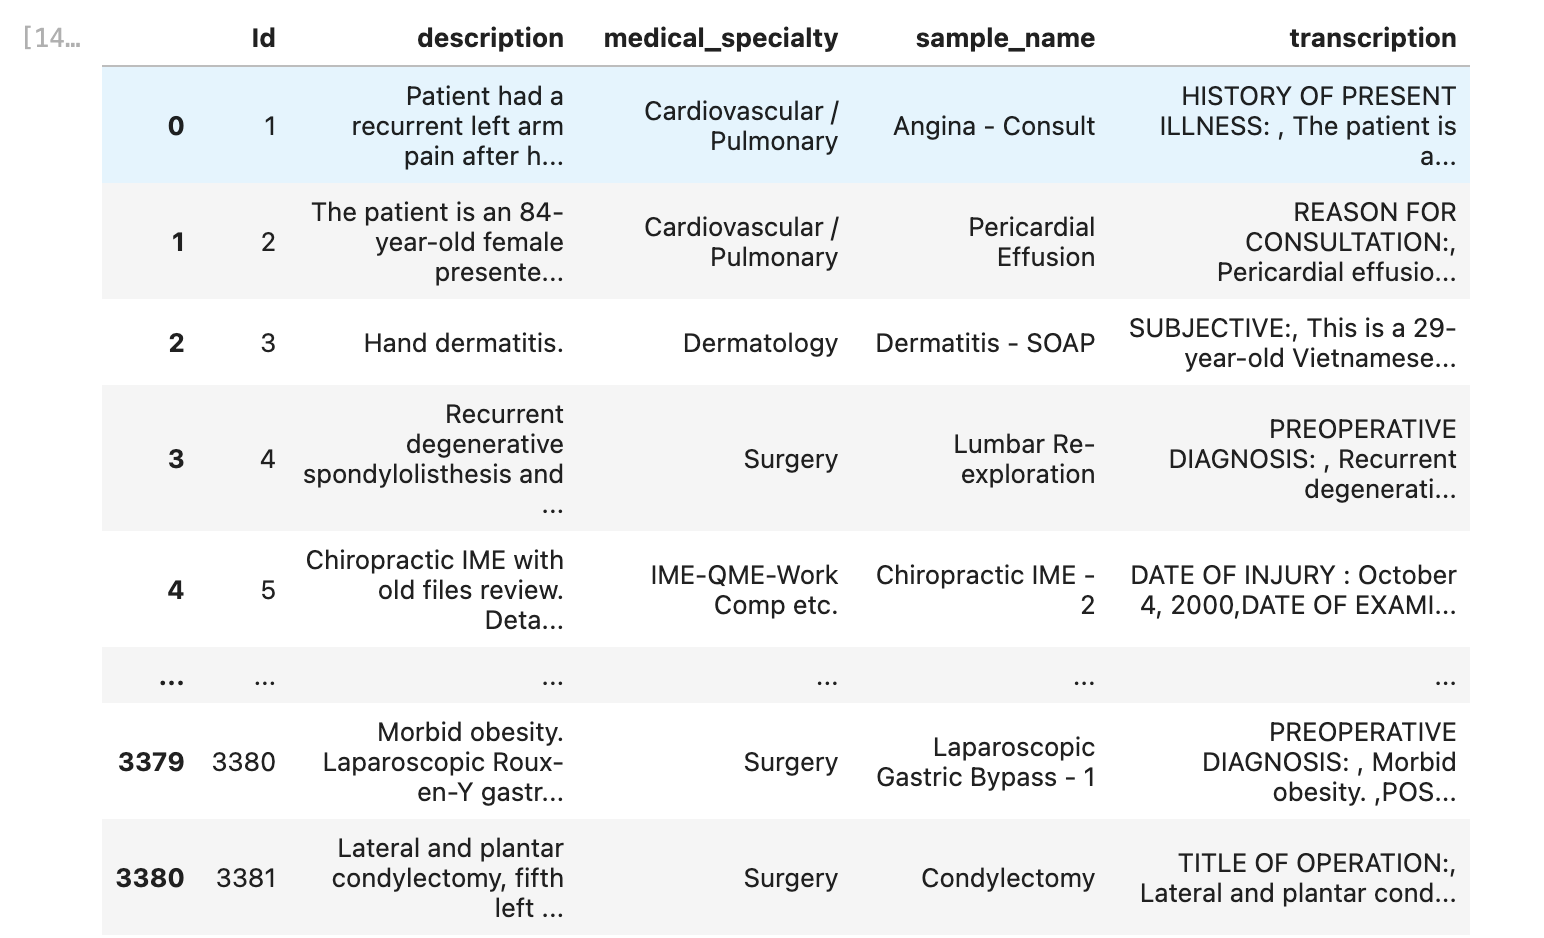 [14…
Id description medical_specialty sample_name transcription
0 1 Patient had a recurrent left arm pain after h... Cardiovascular / Pulmonary Angina - Consult HISTORY OF PRESENT ILLNESS: , The patient is a...
1 2 The patient is an 84-year-old female presente... Cardiovascular / Pulmonary Pericardial Effusion REASON FOR CONSULTATION:, Pericardial effusio...
2 3 Hand dermatitis. Dermatology Dermatitis - SOAP SUBJECTIVE:, This is a 29-year-old Vietnamese...
3 4 Recurrent degenerative spondylolisthesis and ... Surgery Lumbar Re-exploration PREOPERATIVE DIAGNOSIS: , Recurrent degenerati...
4 5 Chiropractic IME with old files review. Deta... IME-QME-Work Comp etc. Chiropractic IME - 2 DATE OF INJURY : October 4, 2000,DATE OF EXAMI...
... ... ... ... ... ...
3379 3380 Morbid obesity. Laparoscopic Roux-en-Y gastr... Surgery Laparoscopic Gastric Bypass - 1 PREOPERATIVE DIAGNOSIS: , Morbid obesity. ,POS...
3380 3381 Lateral and plantar condylectomy, fifth left ... Surgery Condylectomy TITLE OF OPERATION:, Lateral and plantar cond...